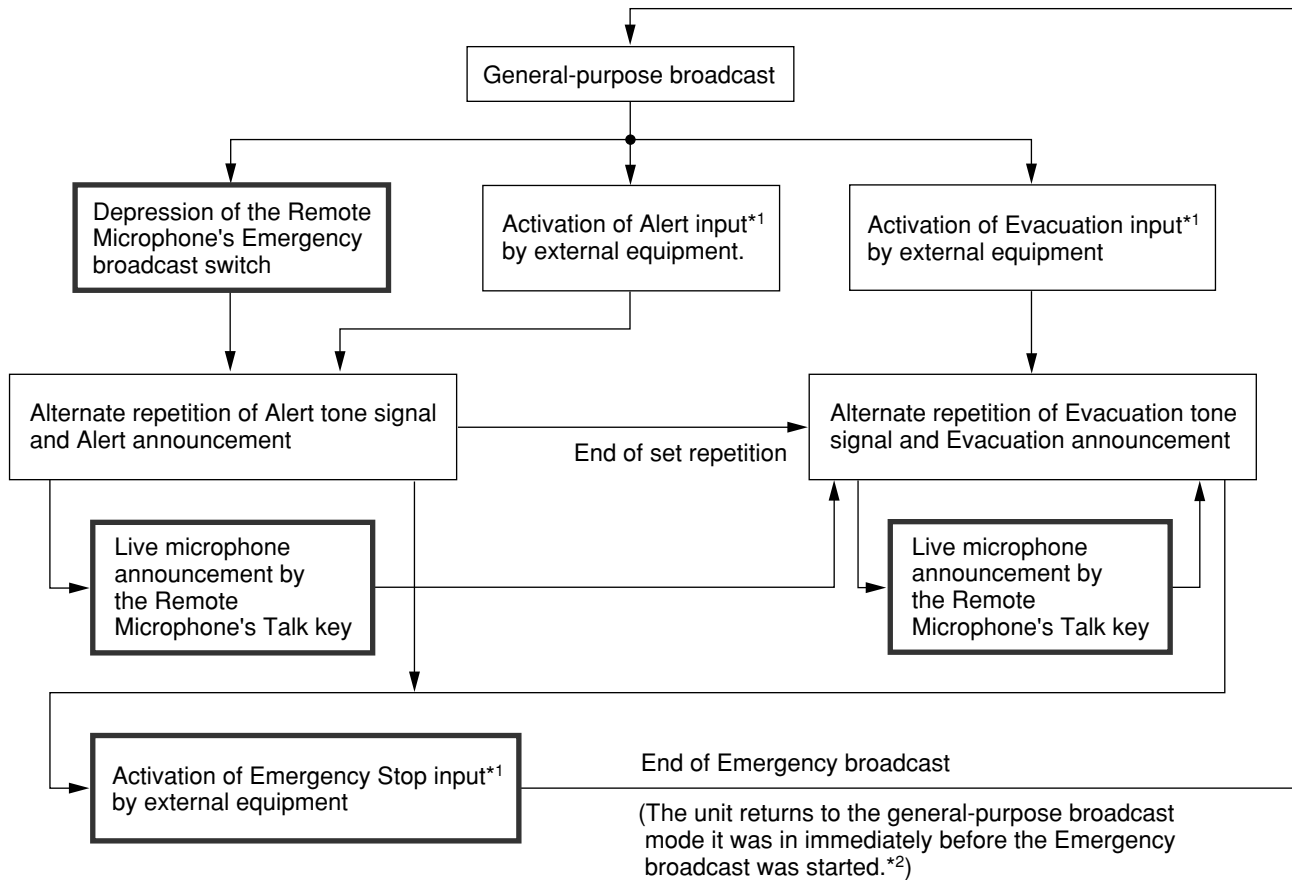 General-purpose broadcast
Depression of the Remote
Microphone's Emergency
broadcast switch
Activation of Alert input*1
by external equipment.
Activation of Evacuation input*1
by external equipment
Alternate repetition of Alert tone signal
and Alert announcement
End of set repetition
Alternate repetition of Evacuation tone
signal and Evacuation announcement
Live microphone
announcement by
the Remote
Microphone's Talk key
Live microphone
announcement by
the Remote
Microphone's Talk key
Activation of Emergency Stop input*1
by external equipment
End of Emergency broadcast
(The unit returns to the general-purpose broadcast
mode it was in immediately before the Emergency
broadcast was started.*2)